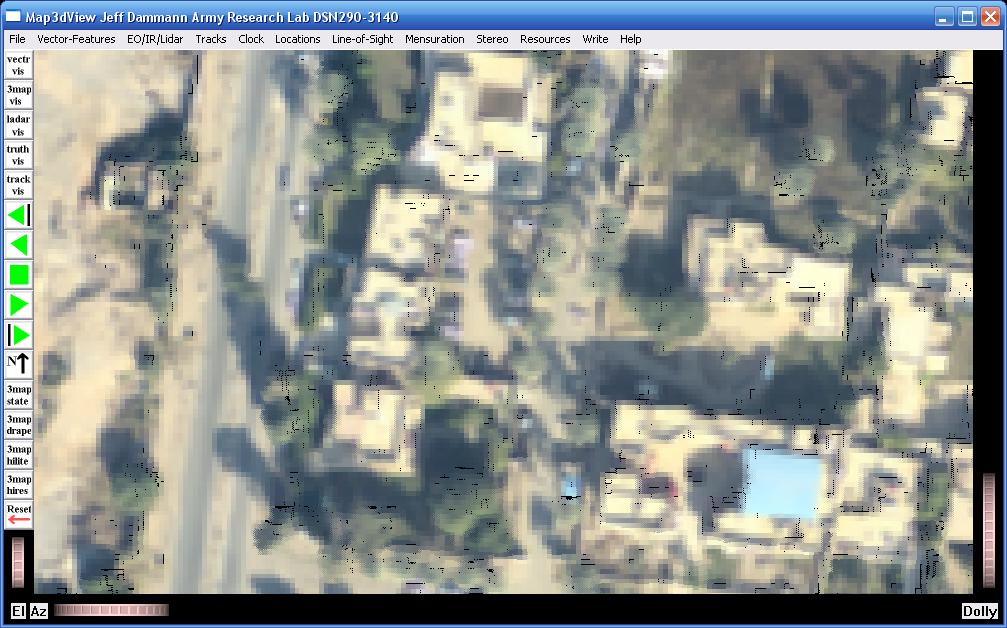 Map3dView Jeff Dammann Army Research Lab DSN290-3140
File Vector-Features EO/IR/Lidar Tracks Clock Locations Line-of-Sight Mensuration Stereo Resources Write Help
vectr
vis
3map
vis
ladar
vis
truth
vis
track
vis
N
3map
state
3map
drape
3map
hilite
3map
hires
Reset
El Az
Dolly